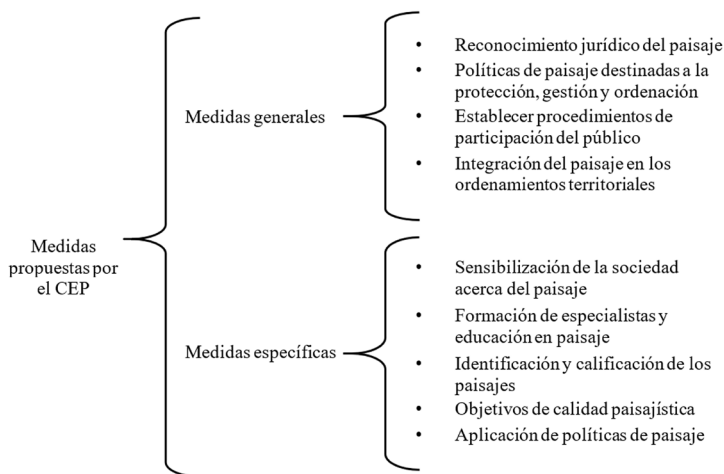 Medidas
propuestas por
el CEP
Medidas generales
• Reconocimiento jurídico del paisaje
• Políticas de paisaje destinadas a la
protección, gestión y ordenación
• Establecer procedimientos de
participación del público
• Integración del paisaje en los
ordenamientos territoriales
Medidas específicas
• Sensibilización de la sociedad
acerca del paisaje
• Formación de especialistas y
educación en paisaje
• Identificación y calificación de los
paisajes
• Objetivos de calidad paisajística
• Aplicación de políticas de paisaje